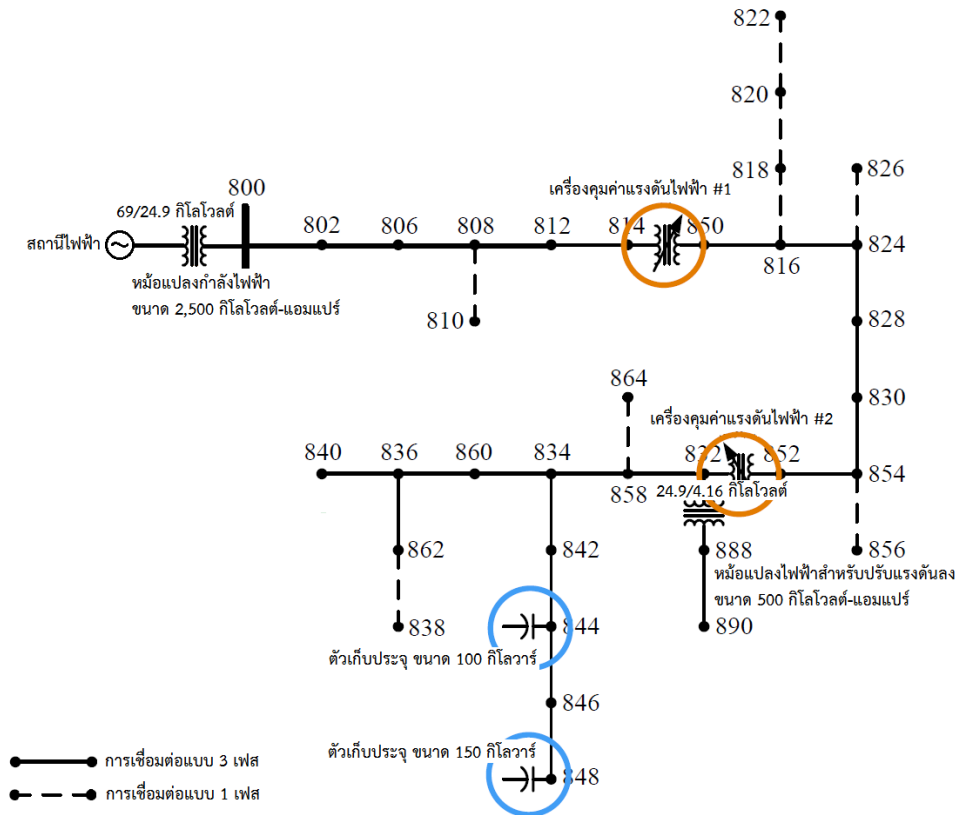 822
820
818
826
เครื่องคุมค่าแรงดันไฟฟ้า #1
800
69/24.9 กิโลโวลต์
802
806
808
812
814
850
824
สถานีไฟฟ้า
816
หม้อแปลงกำลังไฟฟ้า
ขนาด 2,500 กิโลโวลต์-แอมแปร์
810
828
864
830
เครื่องคุมค่าแรงดันไฟฟ้า #2
840
836
860
834
832
852
854
858
24.9/4.16 กิโลโวลต์
862
842
888
856
หม้อแปลงไฟฟ้าสำหรับปรับแรงดันลง
ขนาด 500 กิโลโวลต์-แอมแปร์
838
844
890
ตัวเก็บประจุ ขนาด 100 กิโลวาร์
846
ตัวเก็บประจุ ขนาด 150 กิโลวาร์
848
การเชื่อมต่อแบบ 3 เฟส
การเชื่อมต่อแบบ 1 เฟส